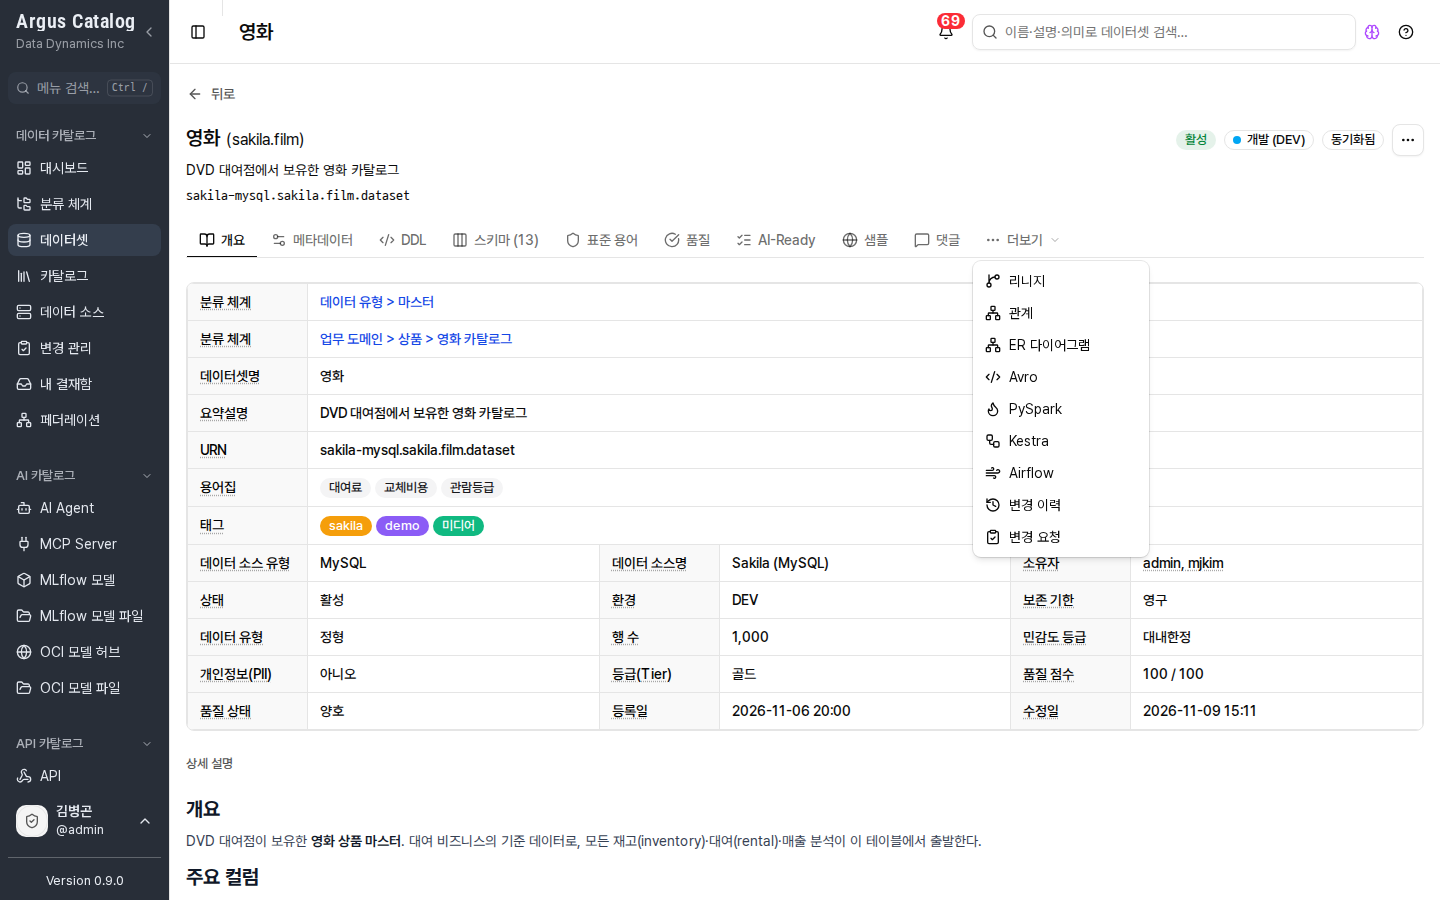 Argus Catalog
Data Dynamics Inc
메뉴 검색... Ctrl /
데이터 카탈로그
대시보드
분류 체계
데이터셋
카탈로그
데이터 소스
변경 관리
내 결재함
페더레이션
AI 카탈로그
AI Agent
MCP Server
MLflow 모델
MLflow 모델 파일
OCI 모델 허브
OCI 모델 파일
API 카탈로그
API
김병곤
@admin
Version 0.9.0
영화
69
이름·설명·의미로 데이터셋 검색...
뒤로
영화 (sakila.film)
활성 개발 (DEV) 동기화됨
DVD 대여점에서 보유한 영화 카탈로그
sakila-mysql.sakila.film.dataset
개요 메타데이터 DDL 스키마 (13) 표준 용어 품질 AI-Ready 샘플 댓글 더보기
리니지
관계
ER 다이어그램
Avro
PySpark
Kestra
Airflow
변경 이력
변경 요청
분류 체계 데이터 유형 > 마스터
분류 체계 업무 도메인 > 상품 > 영화 카탈로그
데이터셋명 영화
요약설명 DVD 대여점에서 보유한 영화 카탈로그
URN sakila-mysql.sakila.film.dataset
용어집 대여료 교체비용 관람등급
태그 sakila demo 미디어
데이터 소스 유형 MySQL 데이터 소스명 Sakila (MySQL) 소유자 admin, mjkim
상태 활성 환경 DEV 보존 기한 영구
데이터 유형 정형 행 수 1,000 민감도 등급 대내한정
개인정보(PII) 아니오 등급(Tier) 골드 품질 점수 100 / 100
품질 상태 양호 등록일 2026-11-06 20:00 수정일 2026-11-09 15:11
상세 설명
개요
DVD 대여점이 보유한 영화 상품 마스터. 대여 비즈니스의 기준 데이터로, 모든 재고(inventory)·대여(rental)·매출 분석이 이 테이블에서 출발한다.
주요 컬럼